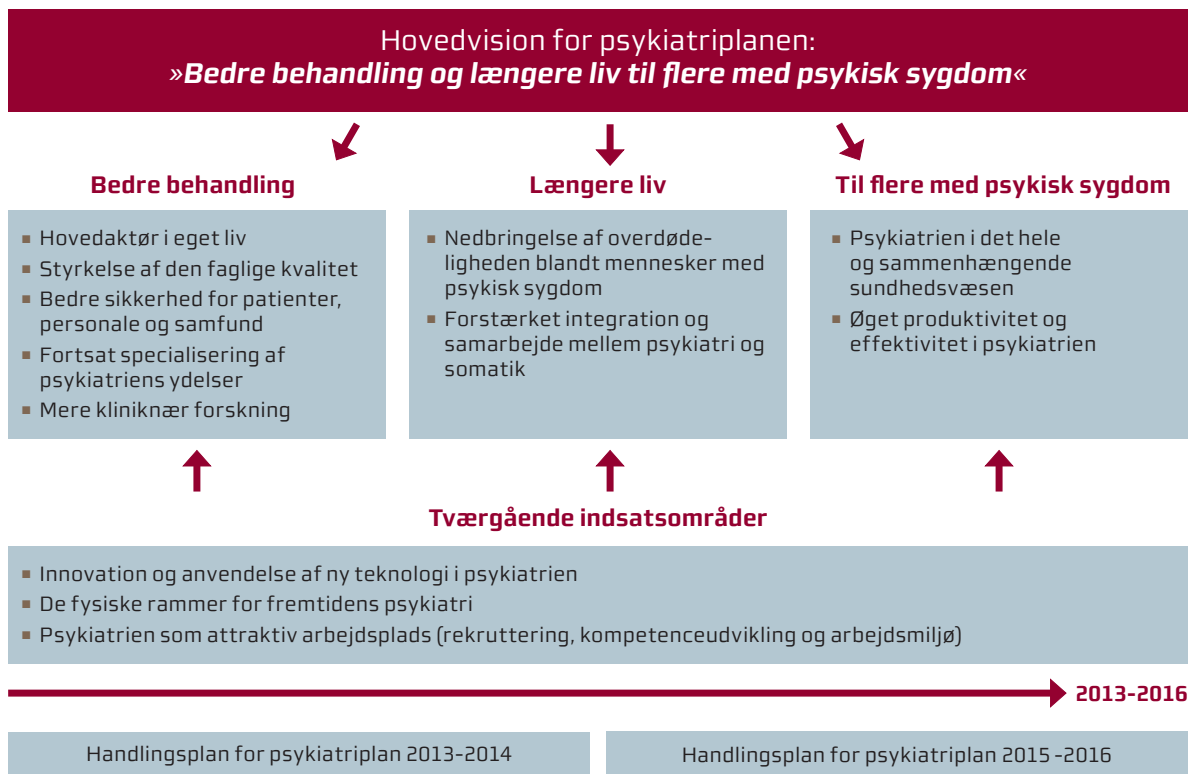 Hovedvision for psykiatriplanen:
»Bedre behandling og længere liv til flere med psykisk sygdom«
Bedre behandling
▪ Hovedaktør i eget liv
▪ Styrkelse af den faglige kvalitet
▪ Bedre sikkerhed for patienter,
personale og samfund
▪ Fortsat specialisering af
psykiatriens ydelser
▪ Mere kliniknær forskning
Længere liv
▪ Nedbringelse af overdøde-
ligheden blandt mennesker med
psykisk sygdom
▪ Forstærket integration og
samarbejde mellem psykiatri og
somatik
Til flere med psykisk sygdom
▪ Psykiatrien i det hele
og sammenhængende
sundhedsvæsen
▪ Øget produktivitet og
effektivitet i psykiatrien
Tværgående indsatsområder
▪ Innovation og anvendelse af ny teknologi i psykiatrien
▪ De fysiske rammer for fremtidens psykiatri
▪ Psykiatrien som attraktiv arbejdsplads (rekruttering, kompetenceudvikling og arbejdsmiljø)
2013-2016
Handlingsplan for psykiatriplan 2013-2014
Handlingsplan for psykiatriplan 2015 -2016